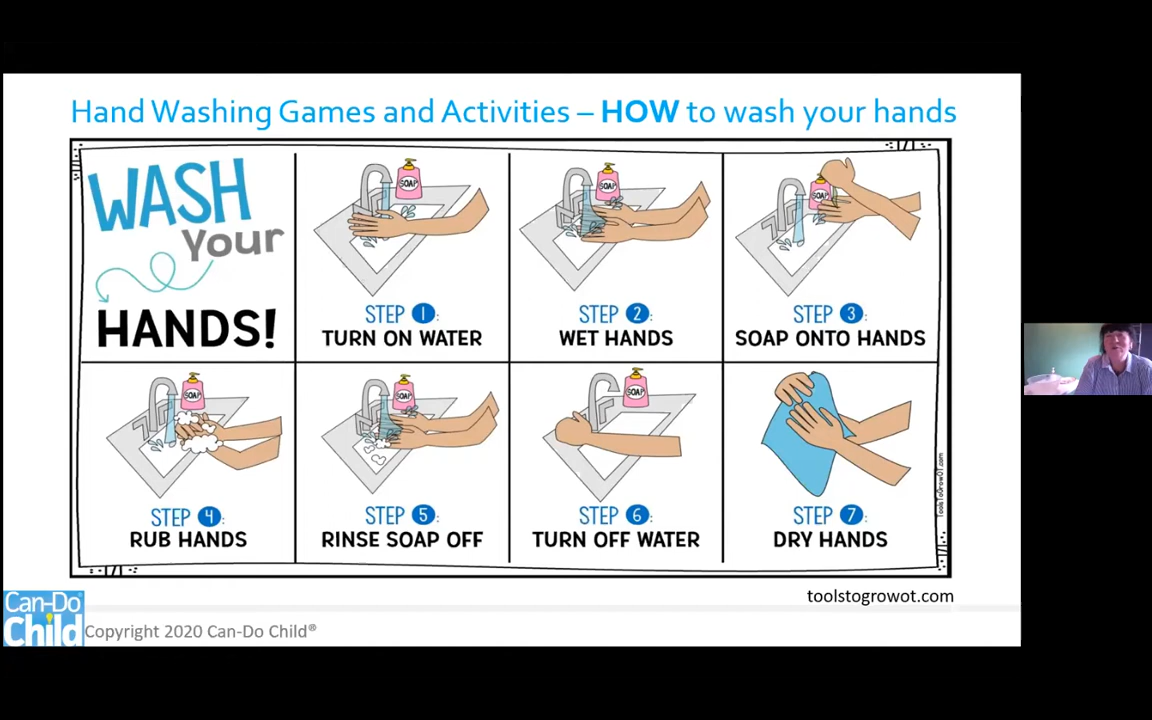 Hand Washing Games and Activities – HOW to wash your hands
WASH
Your
HANDS!
SOAP
STEP 1:
TURN ON WATER
SOAP
STEP 2:
WET HANDS
SOAP
STEP 3:
SOAP ONTO HANDS
SOAP
STEP 4:
RUB HANDS
SOAP
STEP 5:
RINSE SOAP OFF
SOAP
STEP 6:
TURN OFF WATER
STEP 7:
DRY HANDS
ToolsToGrowOT.com
toolstogrowot.com
Can-Do
Child
Copyright 2020 Can-Do Child®